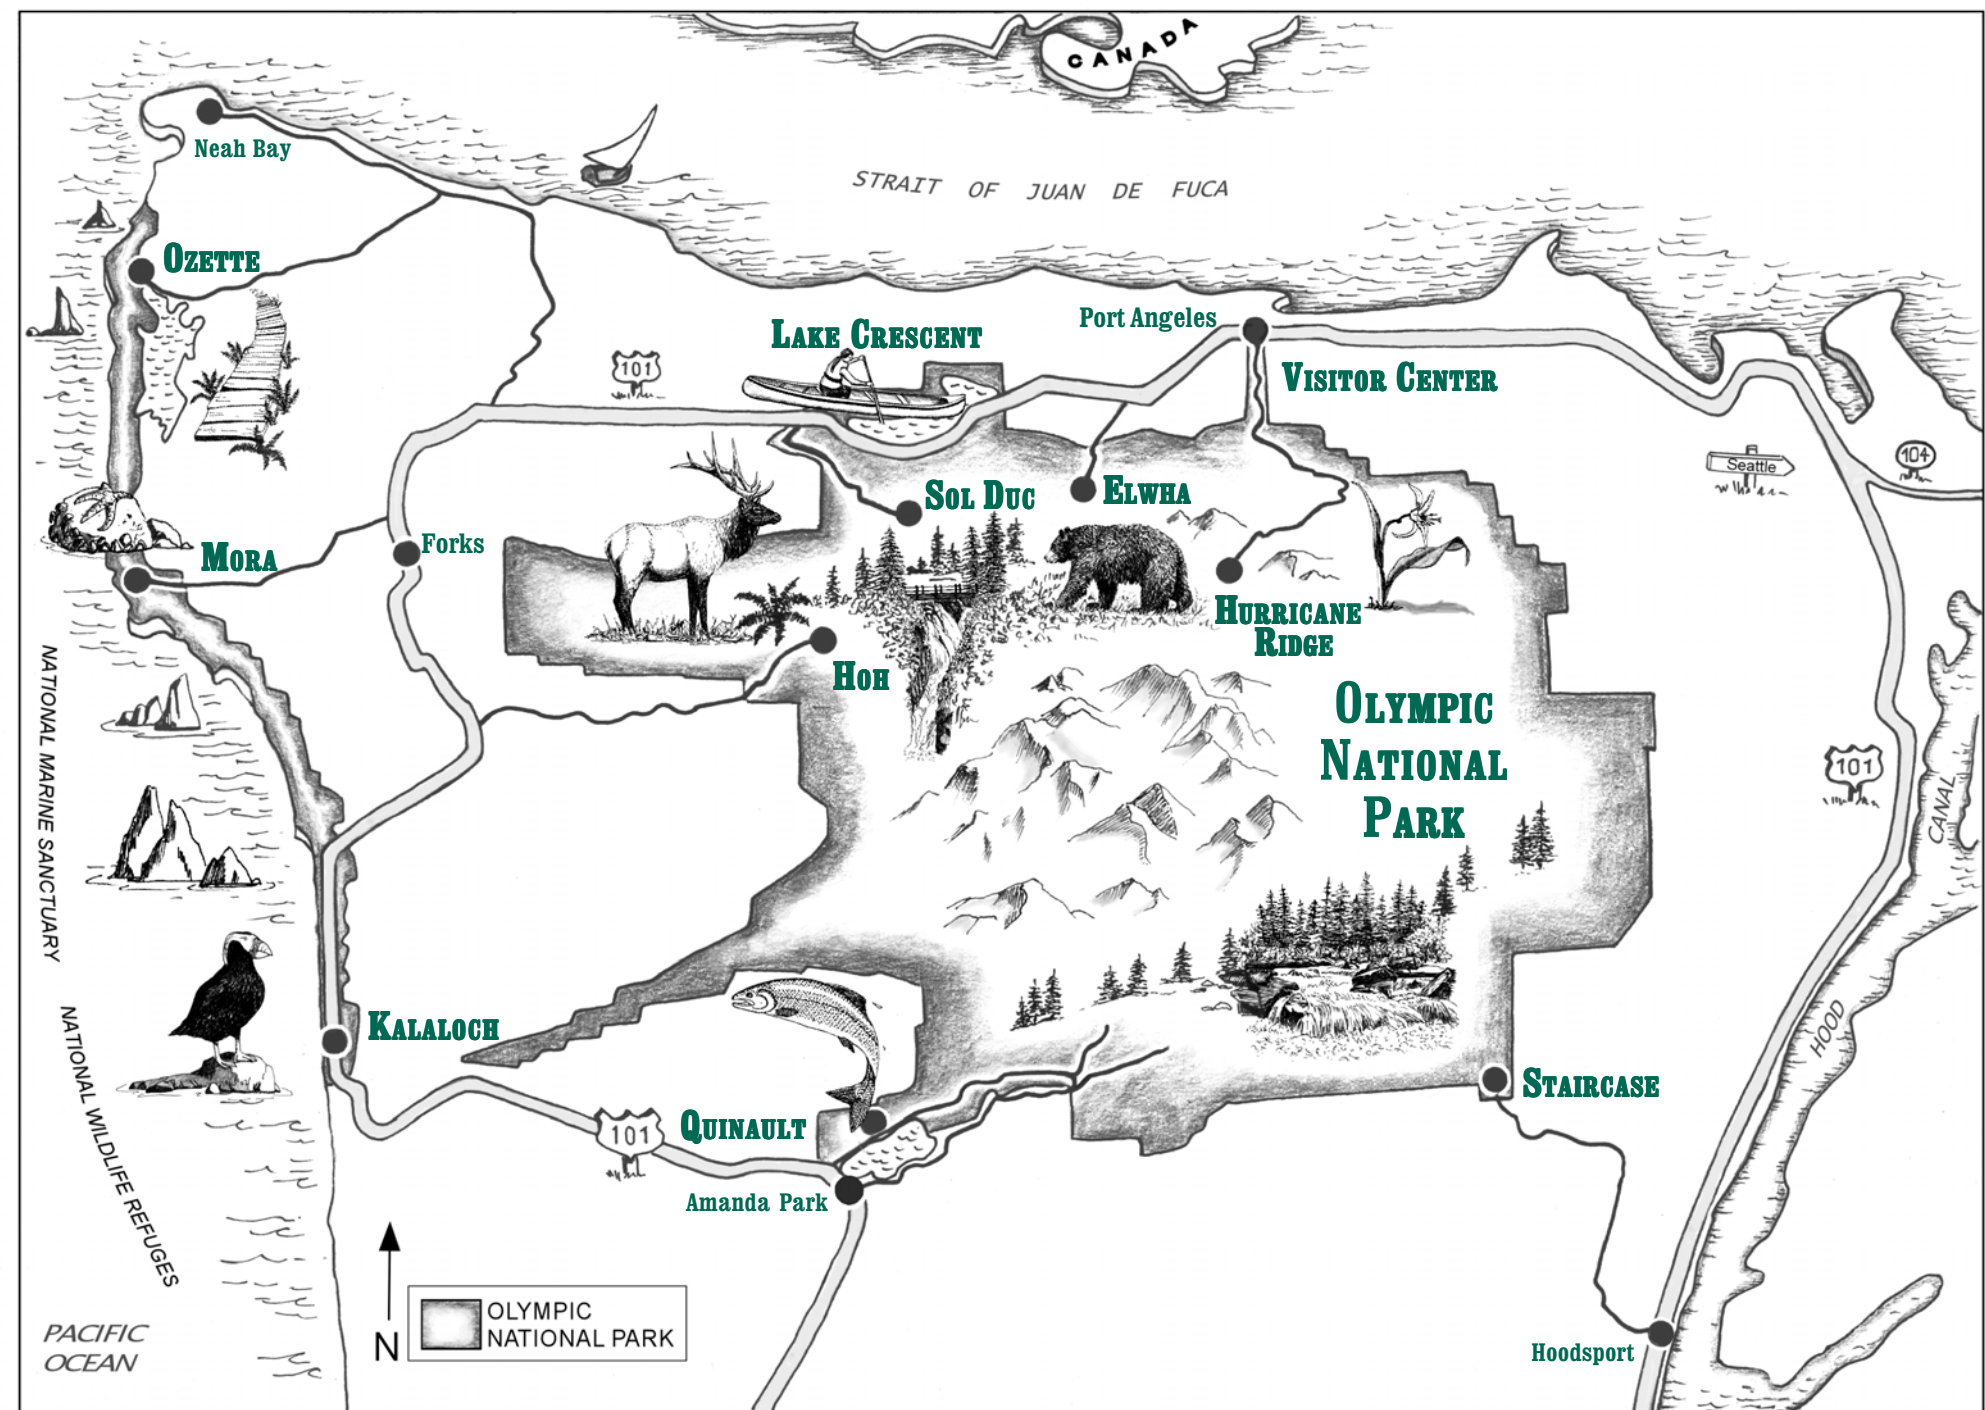 CANADA
Neah Bay
STRAIT OF JUAN DE FUCA
OZETTE
Port Angeles
LAKE CRESCENT
101
VISITOR CENTER
104
Seattle
SOL DUC
ELWHA
Forks
MORA
HURRICANE
RIDGE
HOH
OLYMPIC
NATIONAL
PARK
NATIONAL MARINE SANCTUARY
101
HOOD CANAL
NATIONAL WILDLIFE REFUGES
KALALOCH
STAIRCASE
QUINAULT
101
Amanda Park
N
OLYMPIC
NATIONAL PARK
PACIFIC
OCEAN
Hoodsport